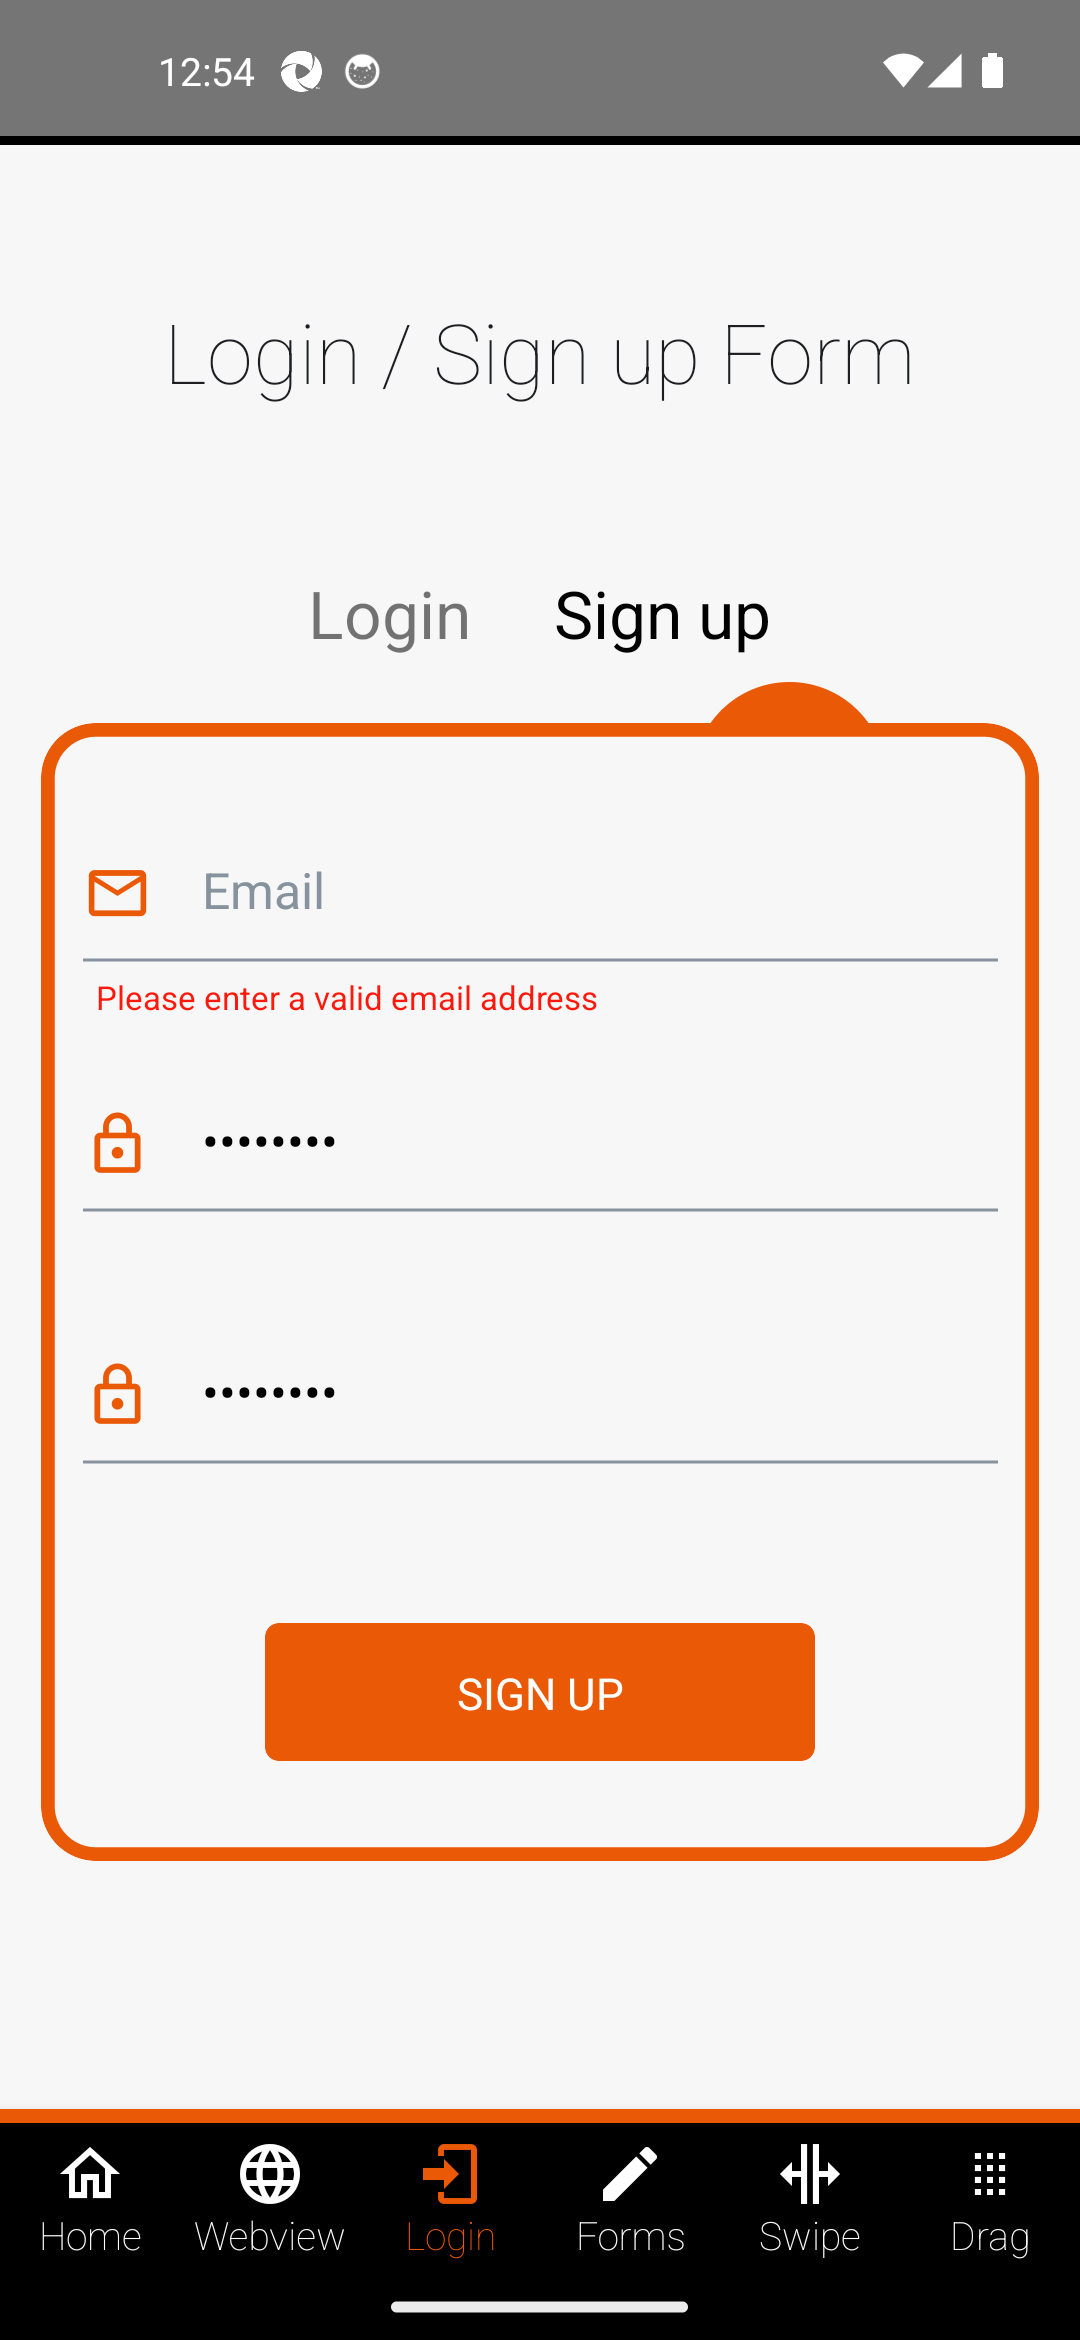 12:54
Login / Sign up Form
Login Sign up
Email
Please enter a valid email address
••••••••
••••••••
SIGN UP
Home Webview Login Forms Swipe Drag